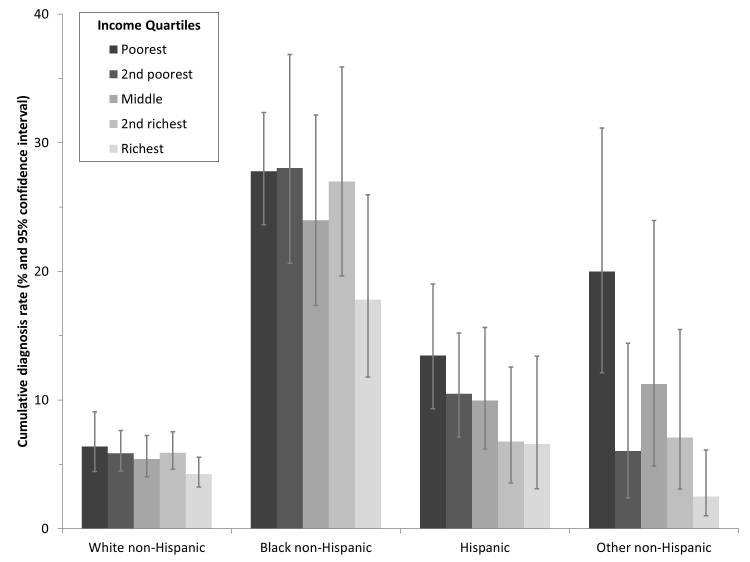 Cumulative diagnosis rate (% and 95% confidence interval)
40
30
20
10
0
Income Quartiles
Poorest
2nd poorest
Middle
2nd richest
Richest
White non-Hispanic
Black non-Hispanic
Hispanic
Other non-Hispanic